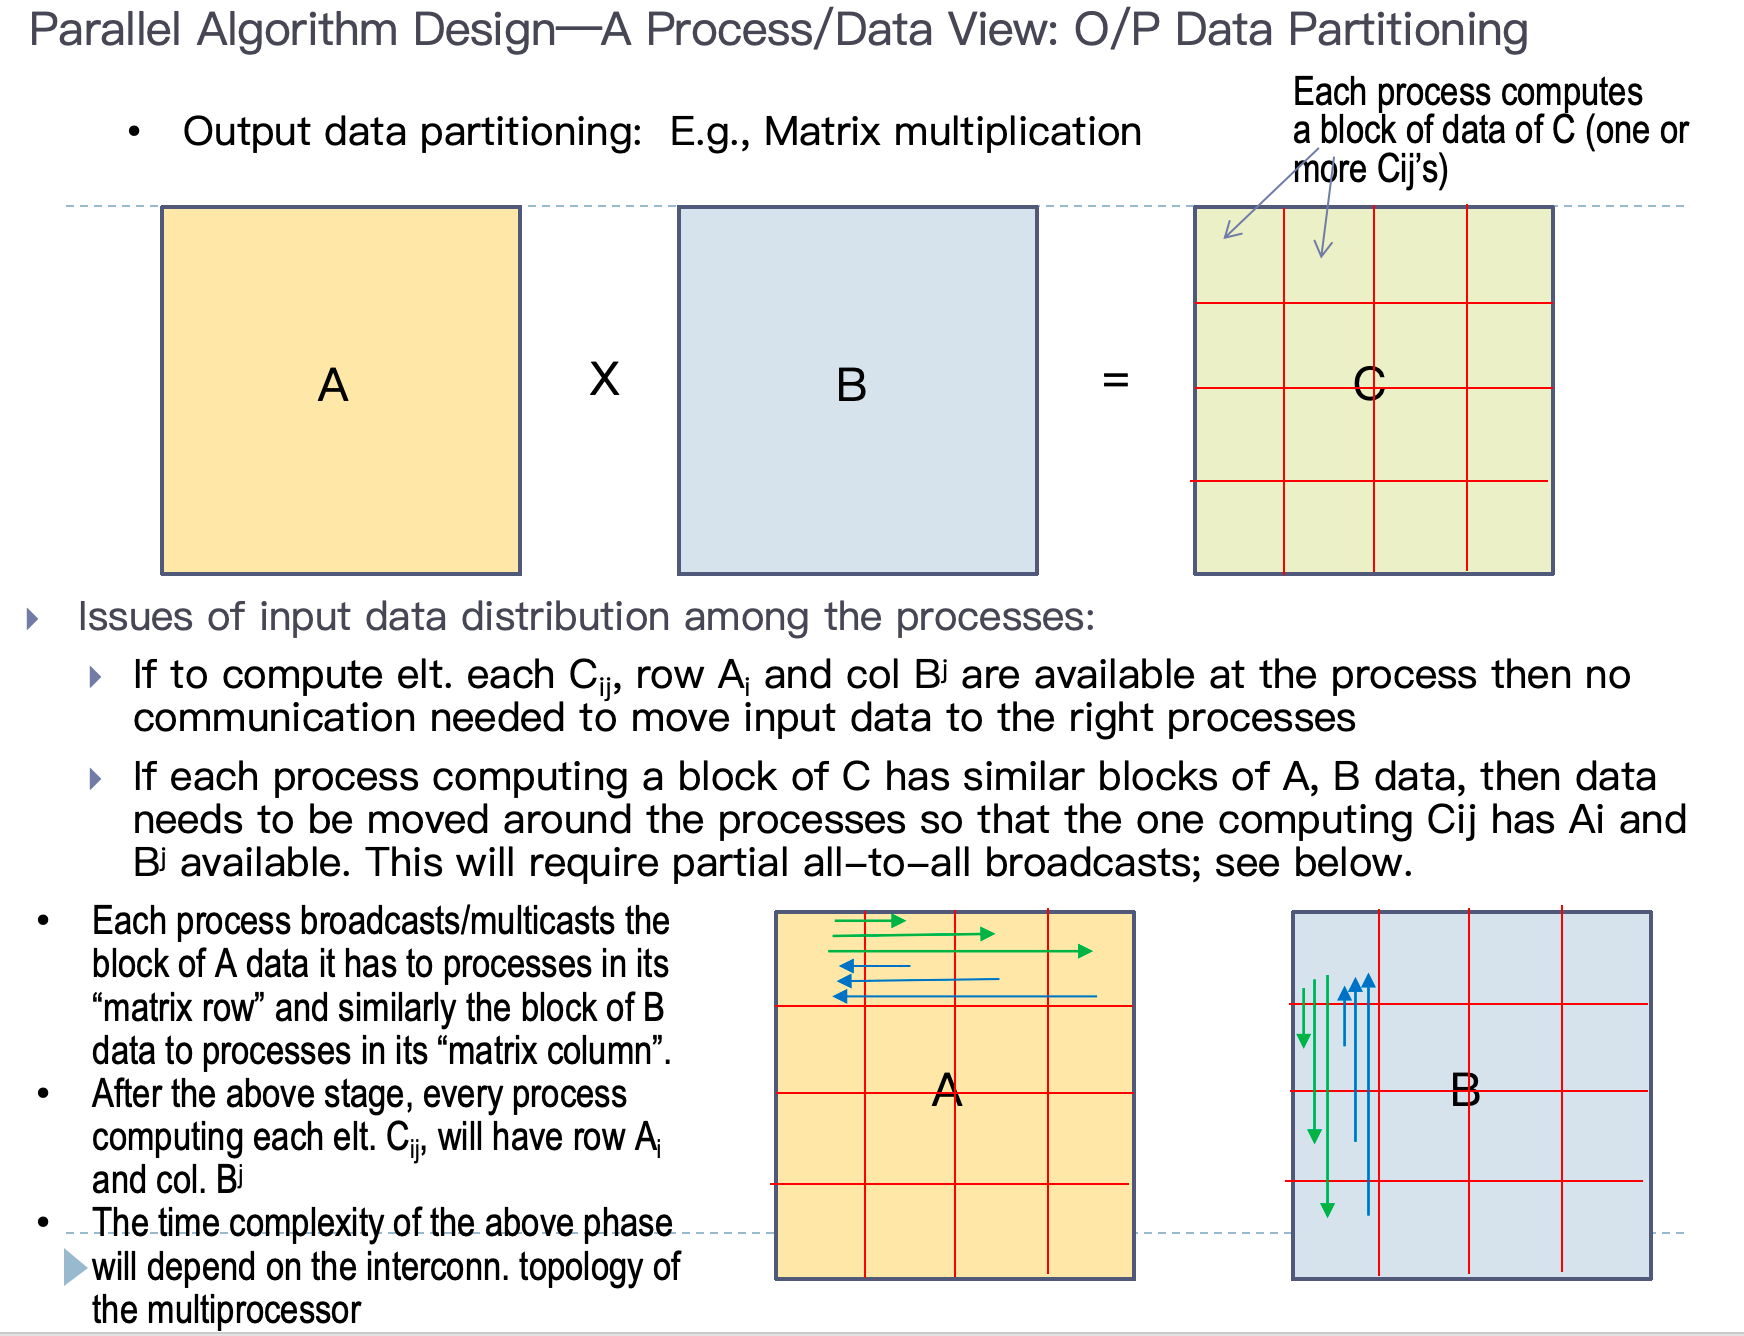 Parallel Algorithm Design—A Process/Data View: O/P Data Partitioning
• Output data partitioning: E.g., Matrix multiplication
Each process computes
a block of data of C (one or
more Cij's)
A
X
B
=
C
Issues of input data distribution among the processes:
If to compute elt. each Cij, row Ai and col Bj are available at the process then no
communication needed to move input data to the right processes
If each process computing a block of C has similar blocks of A, B data, then data
needs to be moved around the processes so that the one computing Cij has Ai and
Bj available. This will require partial all-to-all broadcasts; see below.
• Each process broadcasts/multicasts the
block of A data it has to processes in its
“matrix row” and similarly the block of B
data to processes in its “matrix column”.
• After the above stage, every process
computing each elt. Cij, will have row Ai
and col. Bj
• The time complexity of the above phase
will depend on the interconn. topology of
the multiprocessor
A
B